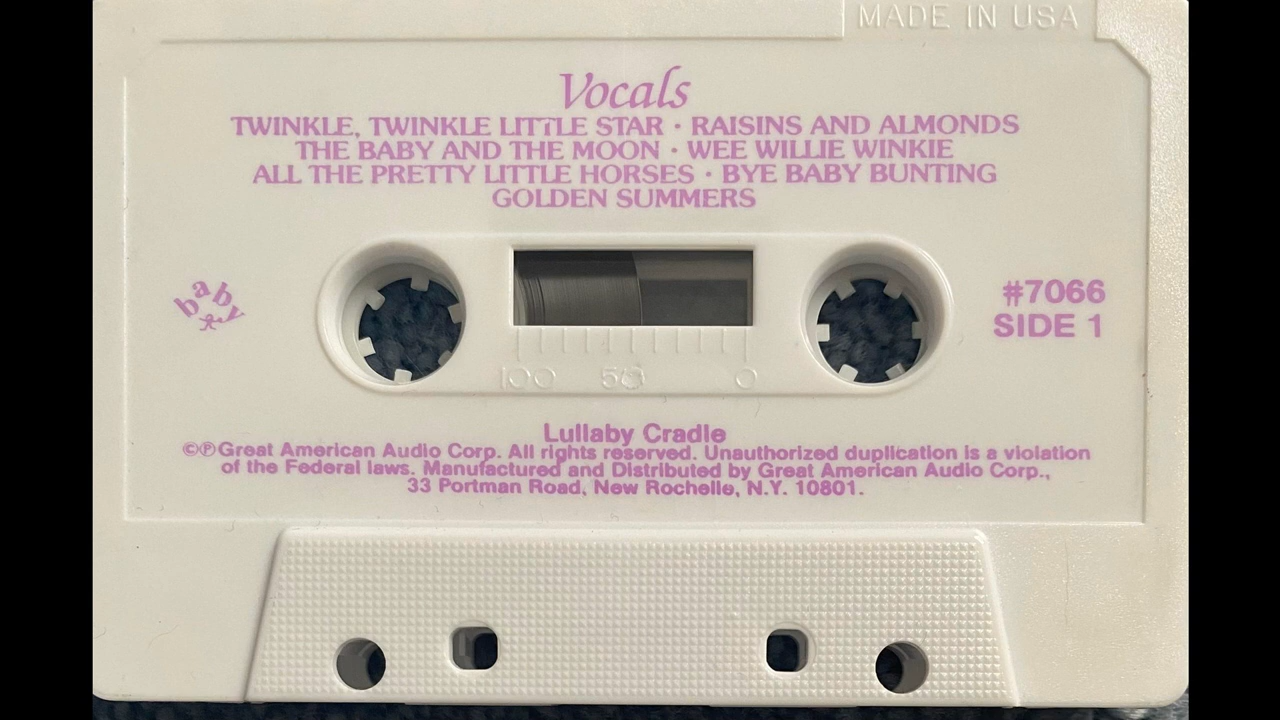 MADE IN USA
Vocals
TWINKLE, TWINKLE LITTLE STAR · RAISINS AND ALMONDS
THE BABY AND THE MOON · WEE WILLIE WINKIE
ALL THE PRETTY LITTLE HORSES · BYE BABY BUNTING
GOLDEN SUMMERS
baby
#7066
SIDE 1
100 50 0
Lullaby Cradle
©℗Great American Audio Corp. All rights reserved. Unauthorized duplication is a violation
of the Federal laws. Manufactured and Distributed by Great American Audio Corp.,
33 Portman Road, New Rochelle, N.Y. 10801.